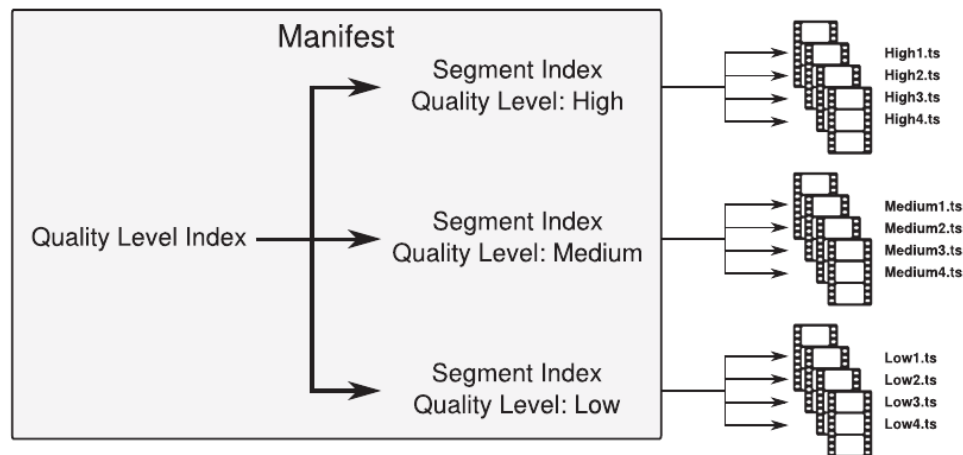 Manifest
Segment Index
Quality Level: High
High1.ts
High2.ts
High3.ts
High4.ts
Quality Level Index
Segment Index
Quality Level: Medium
Medium1.ts
Medium2.ts
Medium3.ts
Medium4.ts
Segment Index
Quality Level: Low
Low1.ts
Low2.ts
Low3.ts
Low4.ts